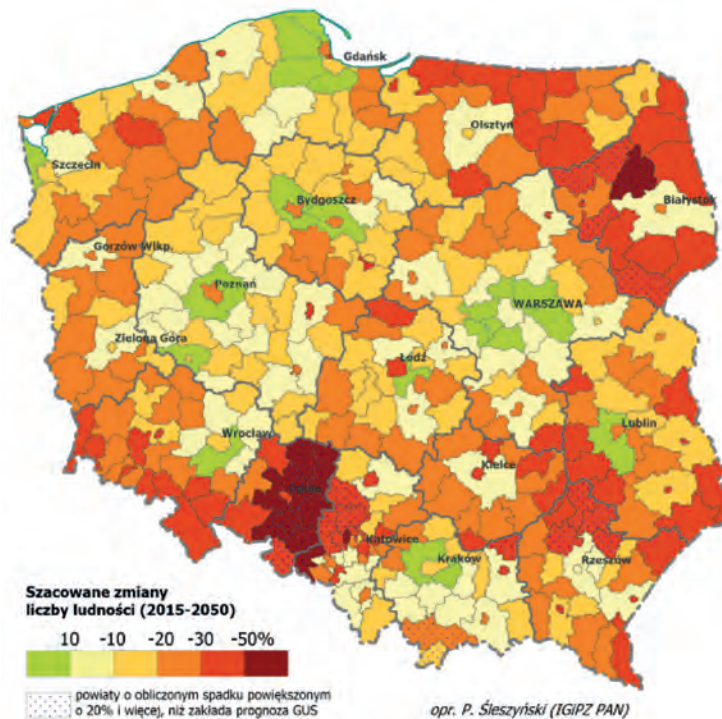 Gdańsk
Olsztyn
Szczecin
Białystok
Bydgoszcz
Gorzów Wlkp.
Poznań
WARSZAWA
Zielona Góra
Łódź
Wrocław
Lublin
Opole
Kielce
Katowice
Kraków
Rzeszów
Szacowane zmiany
liczby ludności (2015-2050)
10 -10 -20 -30 -50%
powiaty o obliczonym spadku powiększonym
o 20% i więcej, niż zakłada prognoza GUS
opr. P. Śleszyński (IGiPZ PAN)